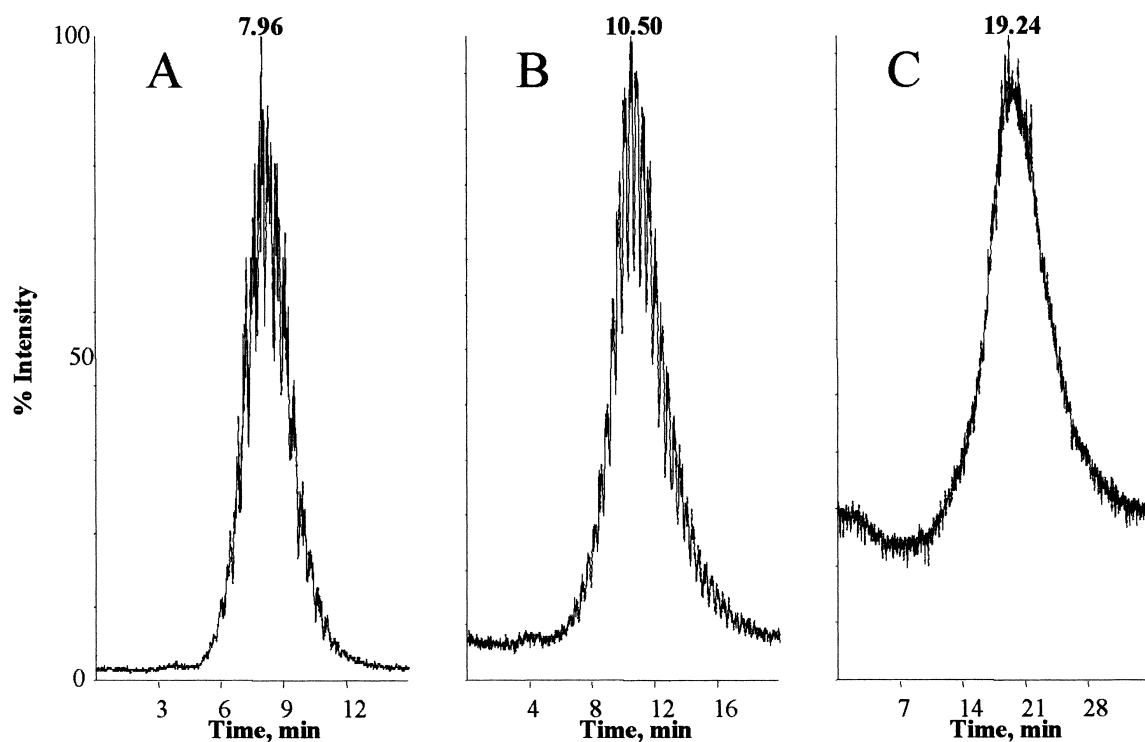 7.96 10.50 19.24
100 A B C
% Intensity
50
0
3 6 9 12 4 8 12 16 7 14 21 28
Time, min Time, min Time, min